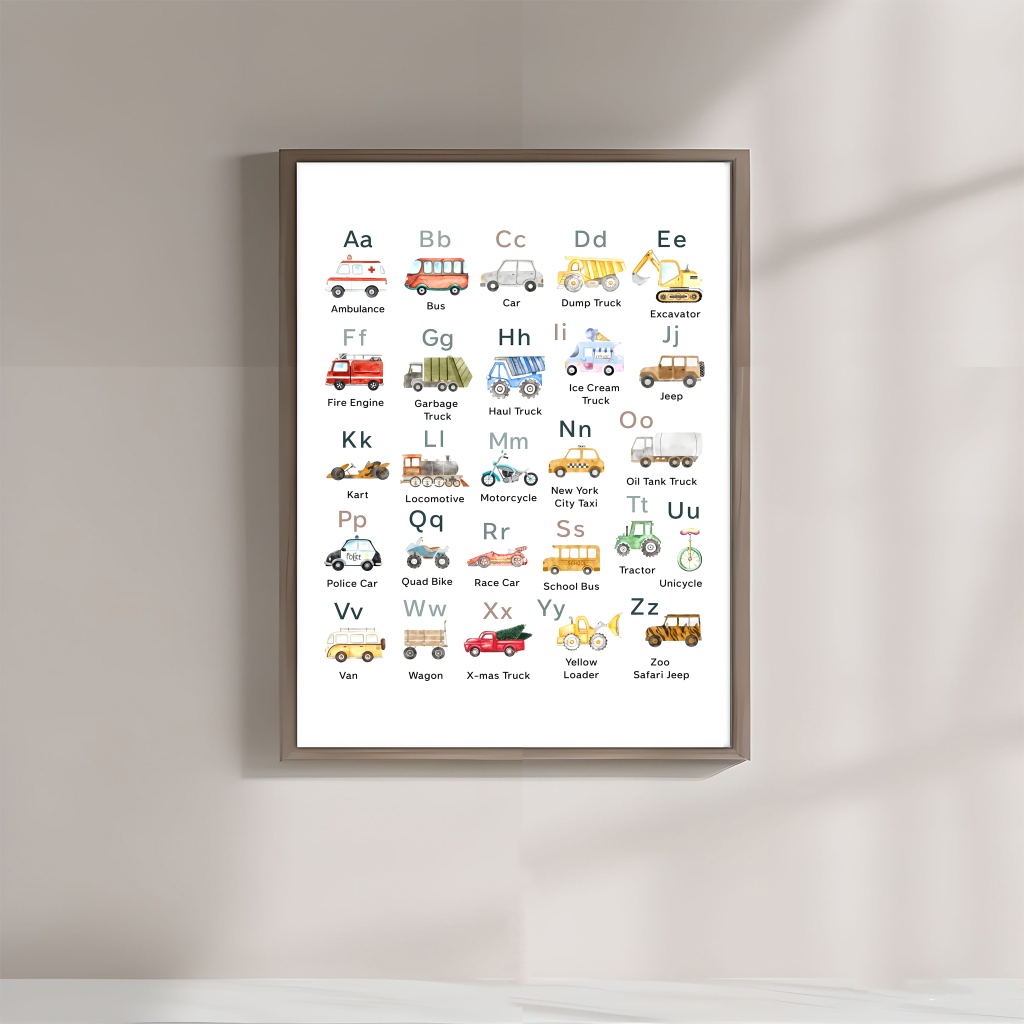 Aa Bb Cc Dd Ee
Ambulance Bus Car Dump Truck Excavator
Ff Gg Hh Ii Jj
Fire Engine Garbage Truck Haul Truck Ice Cream Truck Jeep
Kk Ll Mm Nn Oo
Kart Locomotive Motorcycle New York City Taxi Oil Tank Truck
Pp Qq Rr Ss Tt Uu
POLICE
SCHOOL
Police Car Quad Bike Race Car School Bus Tractor Unicycle
Vv Ww Xx Yy Zz
Van Wagon X-mas Truck Yellow Loader Zoo Safari Jeep